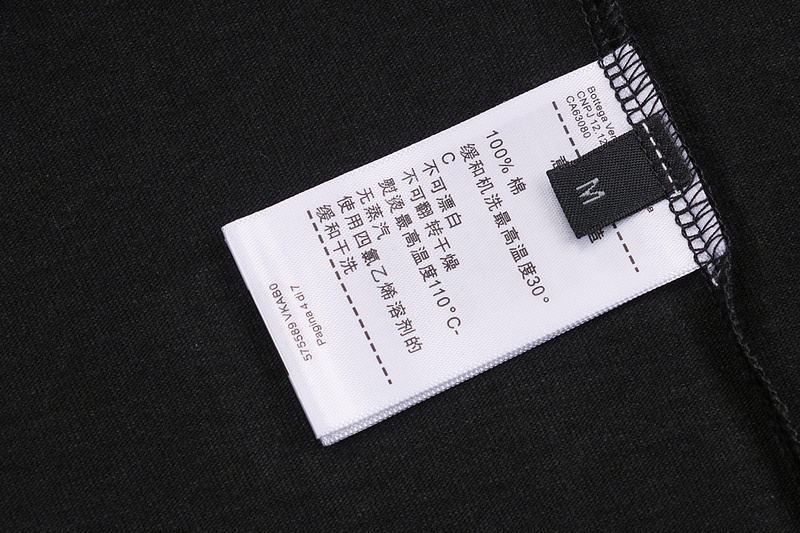 Bottega Ve
CNPJ 12.12
CA63080
M
100% 棉
缓和机洗最高温度30°
C
不可漂白
不可翻转干燥
熨烫最高温度110°C-
无蒸汽
使用四氯乙烯溶剂的
缓和干洗
Pagina 4 di 7
575589 VKAB0